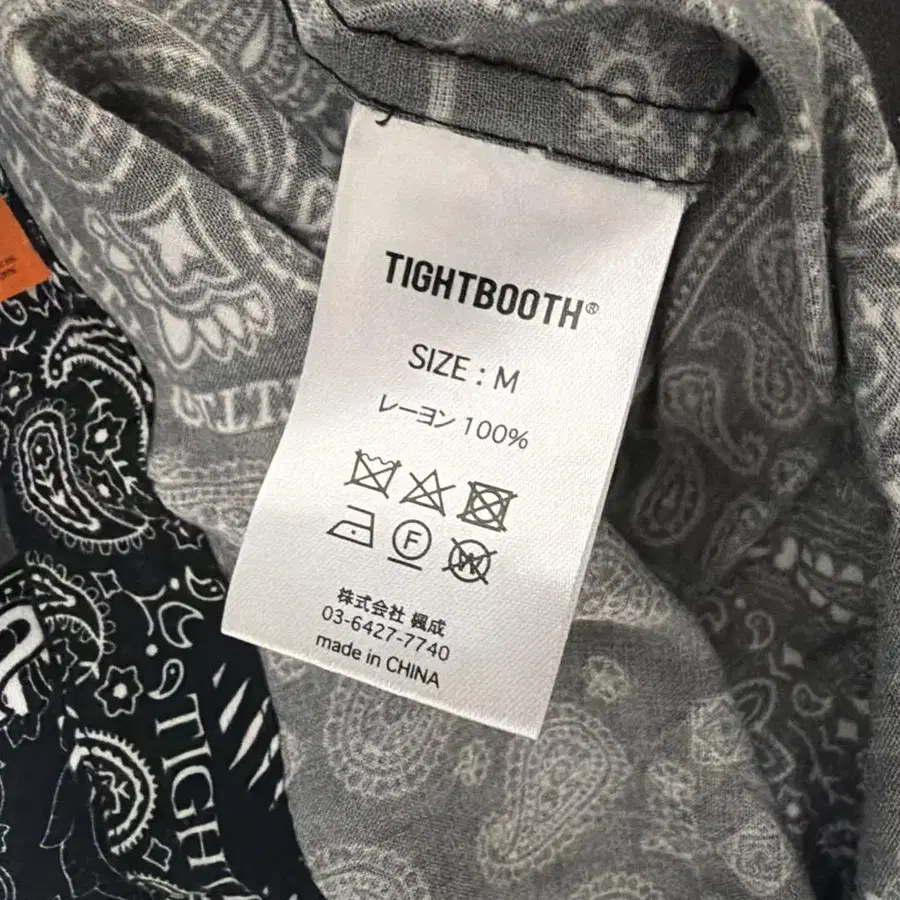 TIGHTBOOTH®
SIZE : M
レーヨン 100%
F
W
株式会社 楓成
03-6427-7740
made in CHINA
TIGH